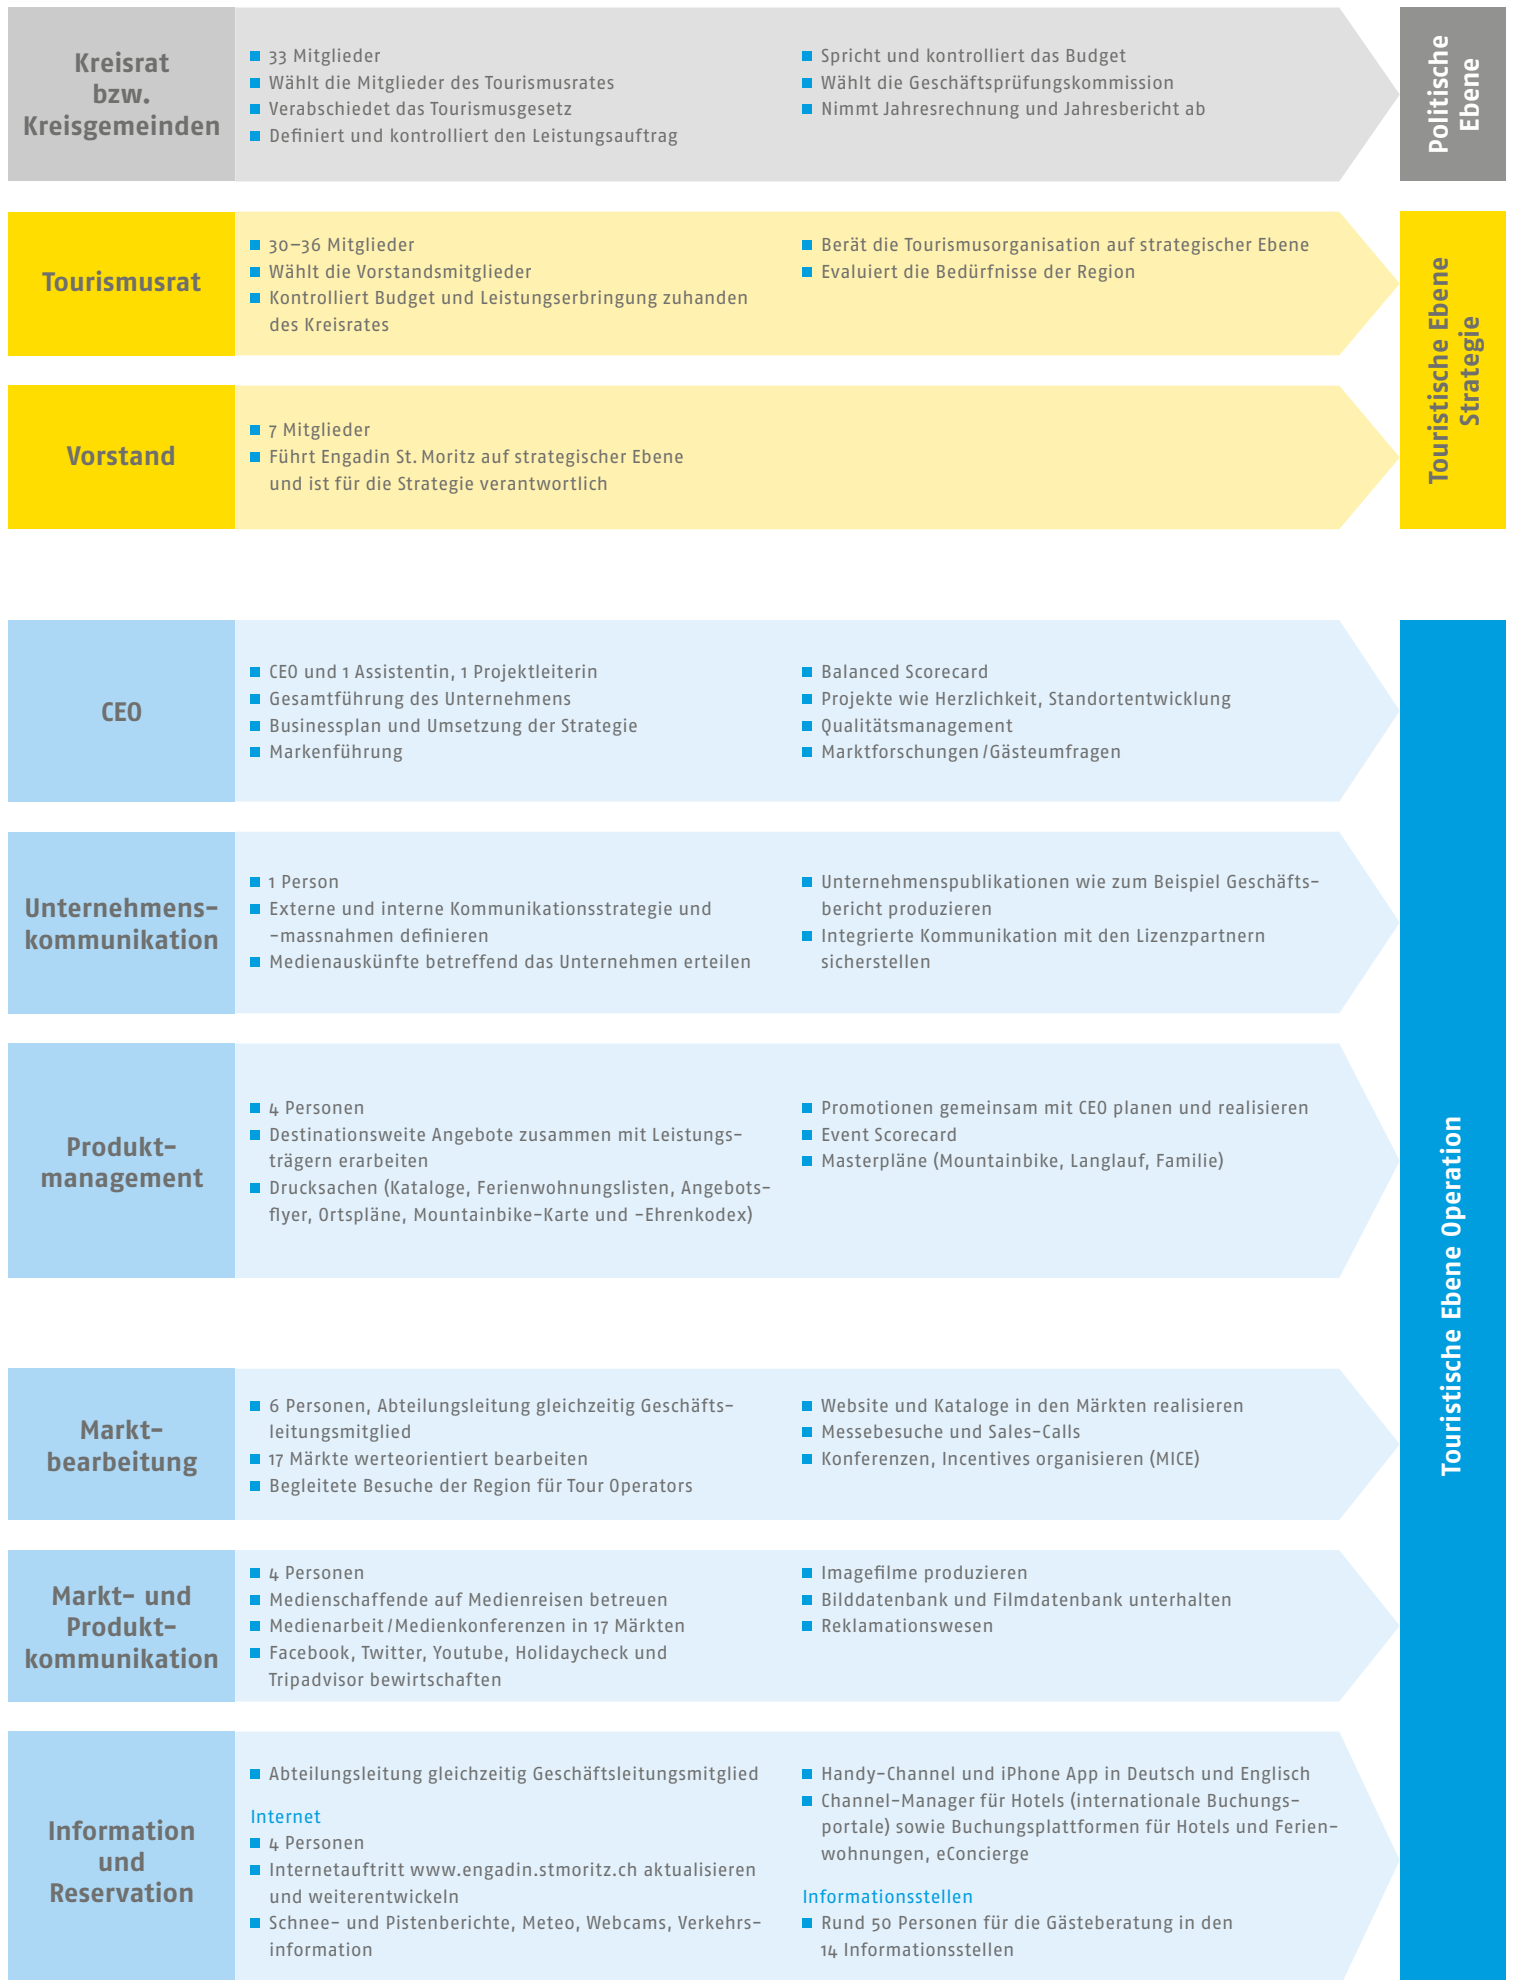 Kreisrat
bzw.
Kreisgemeinden
33 Mitglieder
Wählt die Mitglieder des Tourismusrates
Verabschiedet das Tourismusgesetz
Definiert und kontrolliert den Leistungsauftrag
Spricht und kontrolliert das Budget
Wählt die Geschäftsprüfungskommission
Nimmt Jahresrechnung und Jahresbericht ab
Politische
Ebene
Tourismusrat
30–36 Mitglieder
Wählt die Vorstandsmitglieder
Kontrolliert Budget und Leistungserbringung zuhanden
des Kreisrates
Berät die Tourismusorganisation auf strategischer Ebene
Evaluiert die Bedürfnisse der Region
Touristische Ebene
Strategie
Vorstand
7 Mitglieder
Führt Engadin St. Moritz auf strategischer Ebene
und ist für die Strategie verantwortlich
CEO
CEO und 1 Assistentin, 1 Projektleiterin
Gesamtführung des Unternehmens
Businessplan und Umsetzung der Strategie
Markenführung
Balanced Scorecard
Projekte wie Herzlichkeit, Standortentwicklung
Qualitätsmanagement
Marktforschungen/Gästeumfragen
Touristische Ebene Operation
Unternehmens-
kommunikation
1 Person
Externe und interne Kommunikationsstrategie und
-massnahmen definieren
Medienauskünfte betreffend das Unternehmen erteilen
Unternehmenspublikationen wie zum Beispiel Geschäfts-
bericht produzieren
Integrierte Kommunikation mit den Lizenzpartnern
sicherstellen
Produkt-
management
4 Personen
Destinationsweite Angebote zusammen mit Leistungs-
trägern erarbeiten
Drucksachen (Kataloge, Ferienwohnungslisten, Angebots-
flyer, Ortspläne, Mountainbike-Karte und -Ehrenkodex)
Promotionen gemeinsam mit CEO planen und realisieren
Event Scorecard
Masterpläne (Mountainbike, Langlauf, Familie)
Markt-
bearbeitung
6 Personen, Abteilungsleitung gleichzeitig Geschäfts-
leitungsmitglied
17 Märkte werteorientiert bearbeiten
Begleitete Besuche der Region für Tour Operators
Website und Kataloge in den Märkten realisieren
Messebesuche und Sales-Calls
Konferenzen, Incentives organisieren (MICE)
Markt- und
Produkt-
kommunikation
4 Personen
Medienschaffende auf Medienreisen betreuen
Medienarbeit/Medienkonferenzen in 17 Märkten
Facebook, Twitter, Youtube, Holidaycheck und
Tripadvisor bewirtschaften
Imagefilme produzieren
Bilddatenbank und Filmdatenbank unterhalten
Reklamationswesen
Information
und
Reservation
Abteilungsleitung gleichzeitig Geschäftsleitungsmitglied
Internet
4 Personen
Internetauftritt www.engadin.stmoritz.ch aktualisieren
und weiterentwickeln
Schnee- und Pistenberichte, Meteo, Webcams, Verkehrs-
information
Handy-Channel und iPhone App in Deutsch und Englisch
Channel-Manager für Hotels (internationale Buchungs-
portale) sowie Buchungsplattformen für Hotels und Ferien-
wohnungen, eConcierge
Informationsstellen
Rund 50 Personen für die Gästeberatung in den
14 Informationsstellen